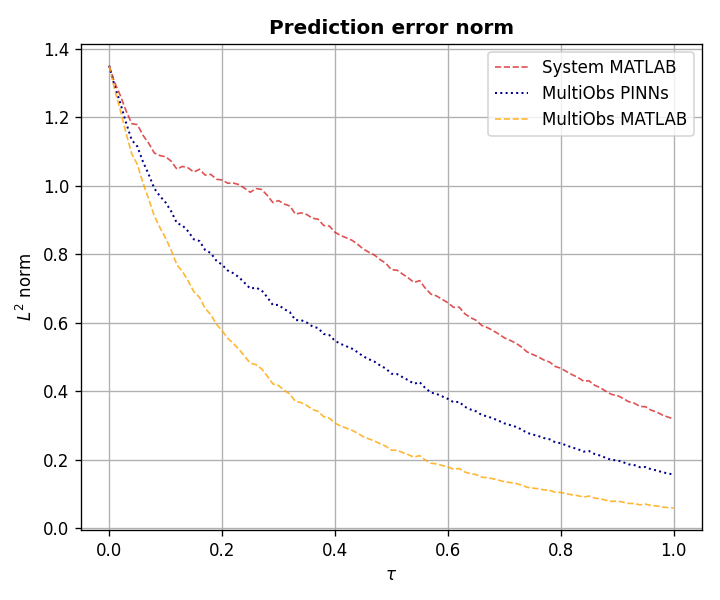 Prediction error norm
System MATLAB
MultiObs PINNs
MultiObs MATLAB
1.4
1.2
1.0
0.8
0.6
0.4
0.2
0.0
L² norm
0.0 0.2 0.4 0.6 0.8 1.0
τ